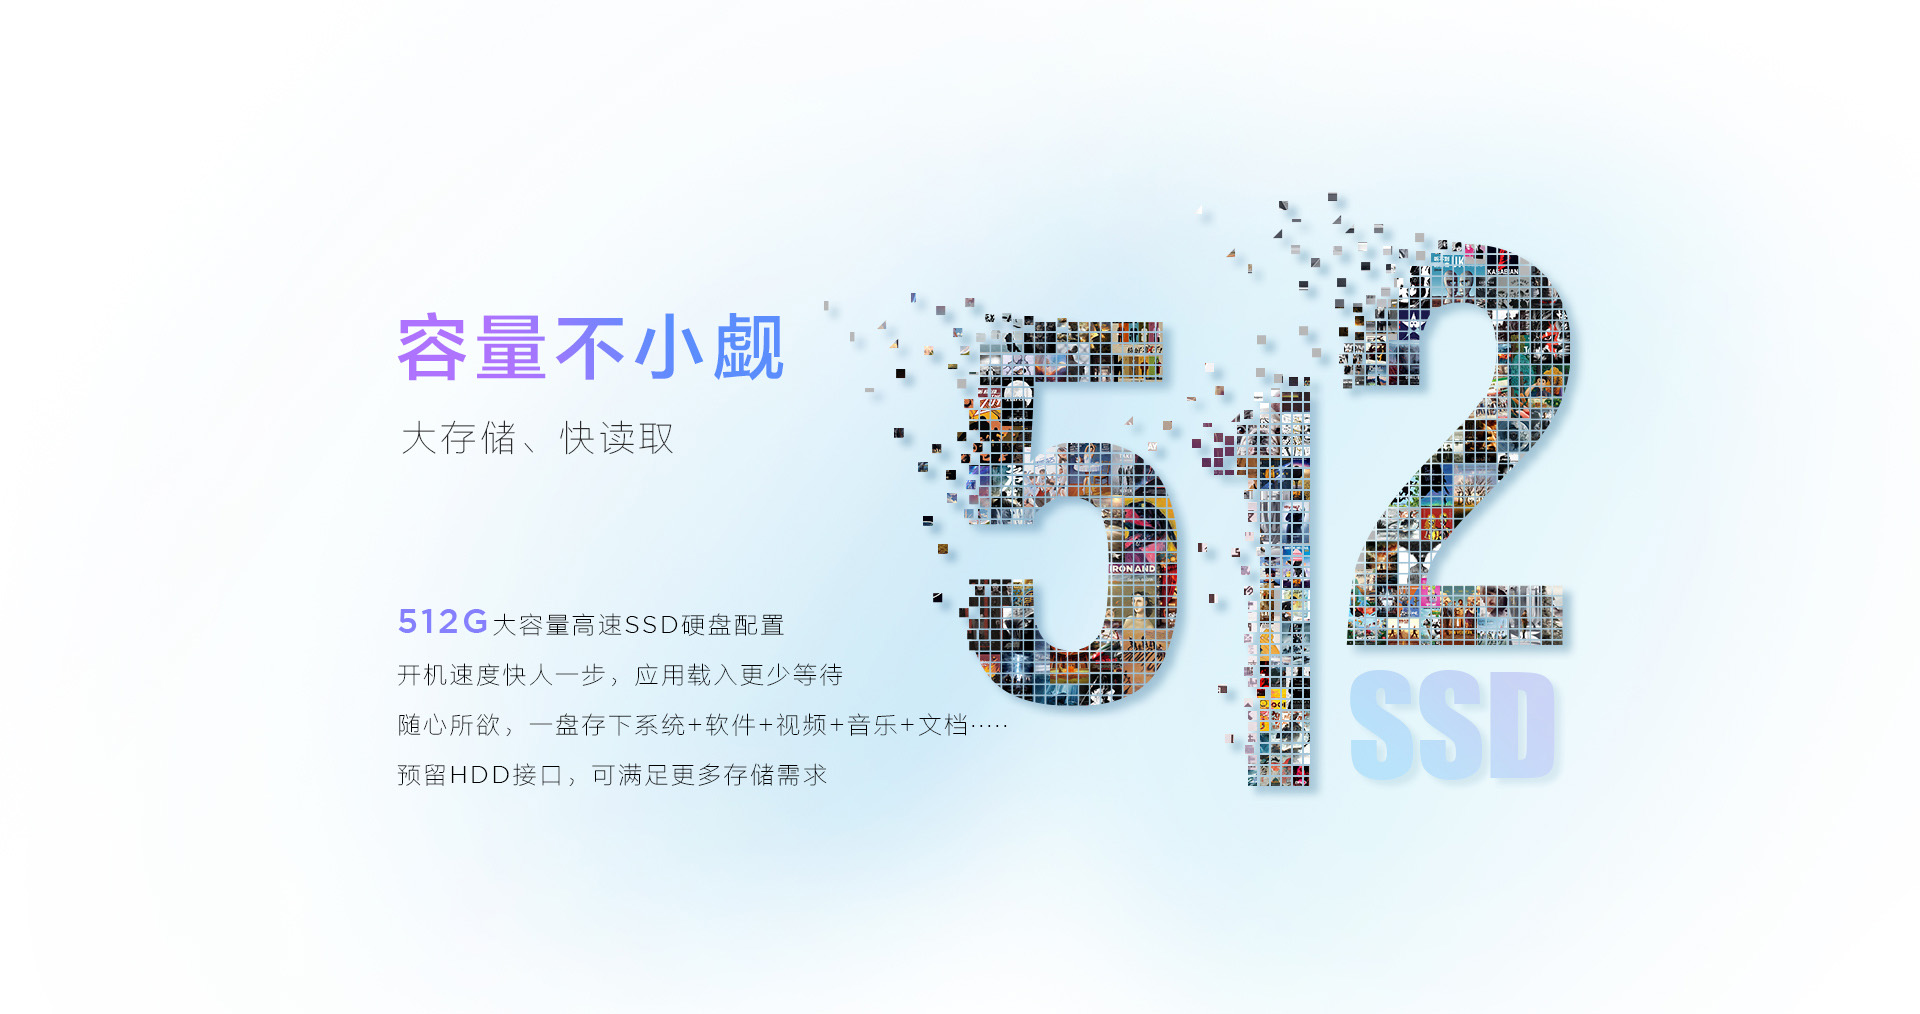 容量不小觑
大存储、快读取
512G大容量高速SSD硬盘配置
开机速度快人一步，应用载入更少等待
随心所欲，一盘存下系统+软件+视频+音乐+文档·····
预留HDD接口，可满足更多存储需求
512
SSD